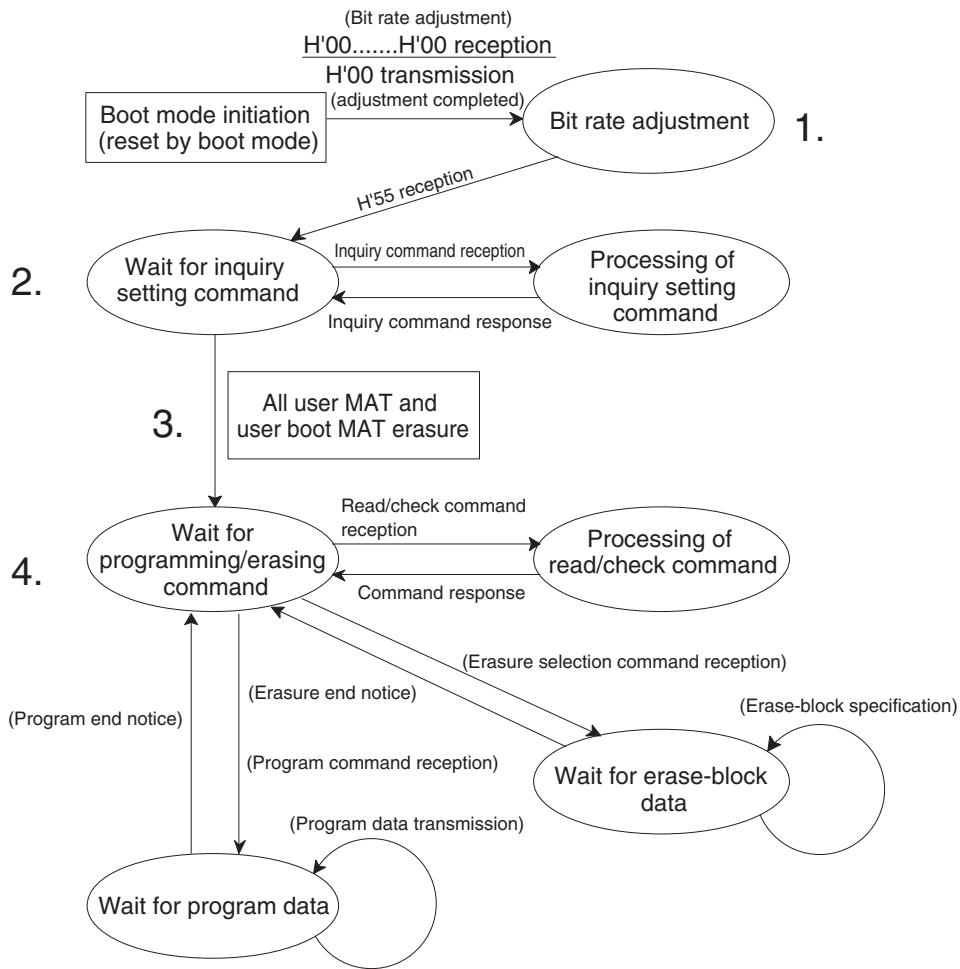 (Bit rate adjustment)
H'00.......H'00 reception
H'00 transmission
(adjustment completed)
Boot mode initiation
(reset by boot mode)
Bit rate adjustment
1.
H'55 reception
2.
Wait for inquiry
setting command
Inquiry command reception
Inquiry command response
Processing of
inquiry setting
command
3.
All user MAT and
user boot MAT erasure
4.
Wait for
programming/erasing
command
Read/check command
reception
Command response
Processing of
read/check command
(Erasure selection command reception)
(Erasure end notice)
(Program end notice)
(Program command reception)
(Erase-block specification)
Wait for erase-block
data
(Program data transmission)
Wait for program data